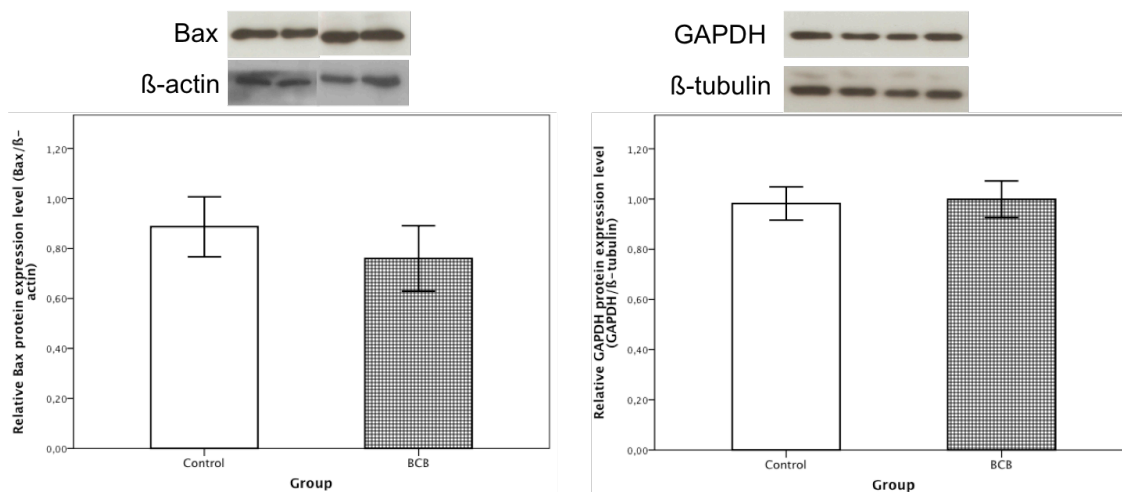 Bax
ß-actin
Relative Bax protein expression level (Bax/ß-
actin)
1,20
1,00
0,80
0,60
0,40
0,20
0,00
Control
BCB
Group
GAPDH
ß-tubulin
Relative GAPDH protein expression level
(GAPDH/ß-tubulin)
1,20
1,00
0,80
0,60
0,40
0,20
0,00
Control
BCB
Group